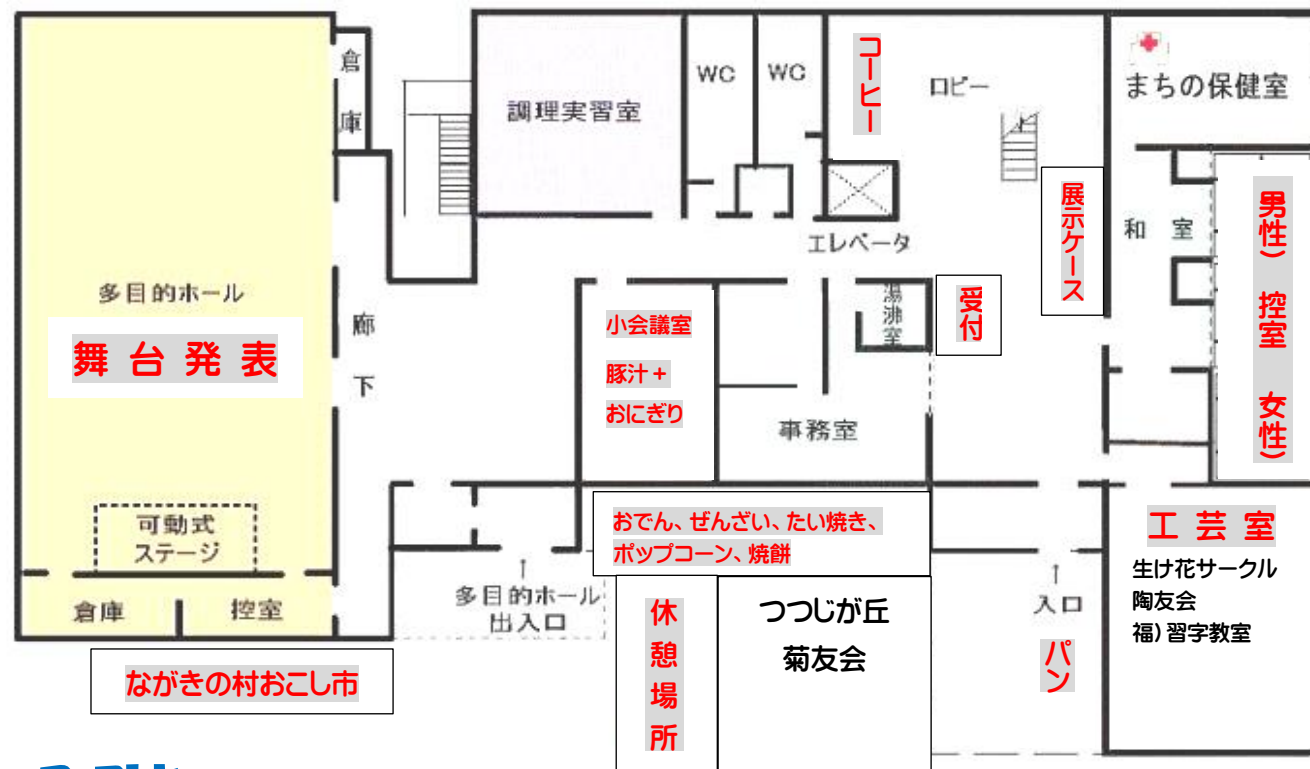 倉庫
調理実習室
WC
WC
コーヒー
ロビー
まちの保健室
展示ケース
和室
男性） 控室 女性）
エレベータ
多目的ホール
舞台発表
廊下
小会議室
豚汁＋
おにぎり
湯沸室
受付
事務室
可動式
ステージ
倉庫
控室
多目的ホール
出入口
おでん、ぜんざい、たい焼き、
ポップコーン、焼餅
休憩場所
つつじが丘
菊友会
入口
パン
工芸室
生け花サークル
陶友会
福）習字教室
ながきの村おこし市